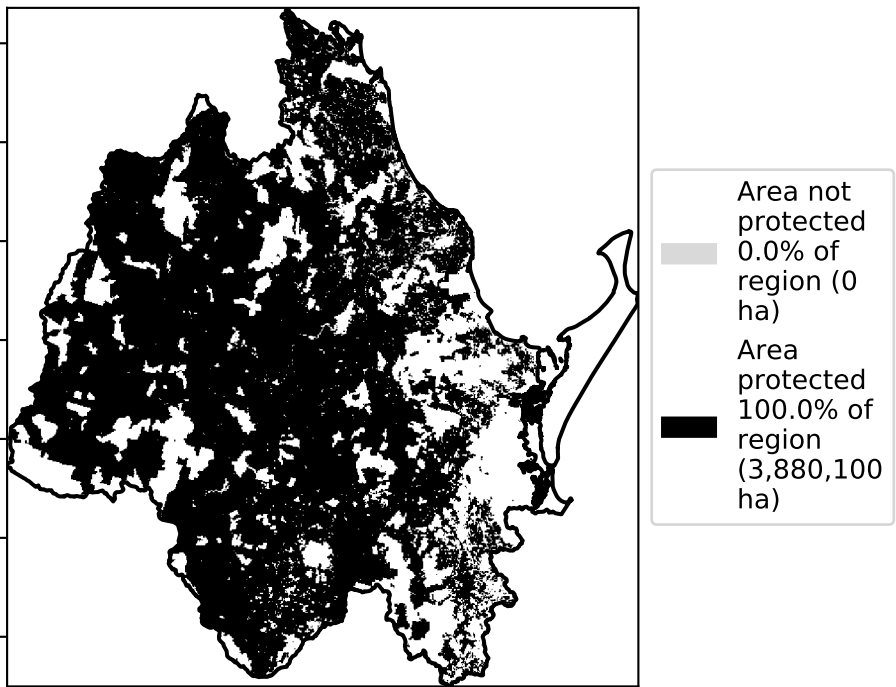 Area not
protected
0.0% of
region (0
ha)
Area
protected
100.0% of
region
(3,880,100
ha)